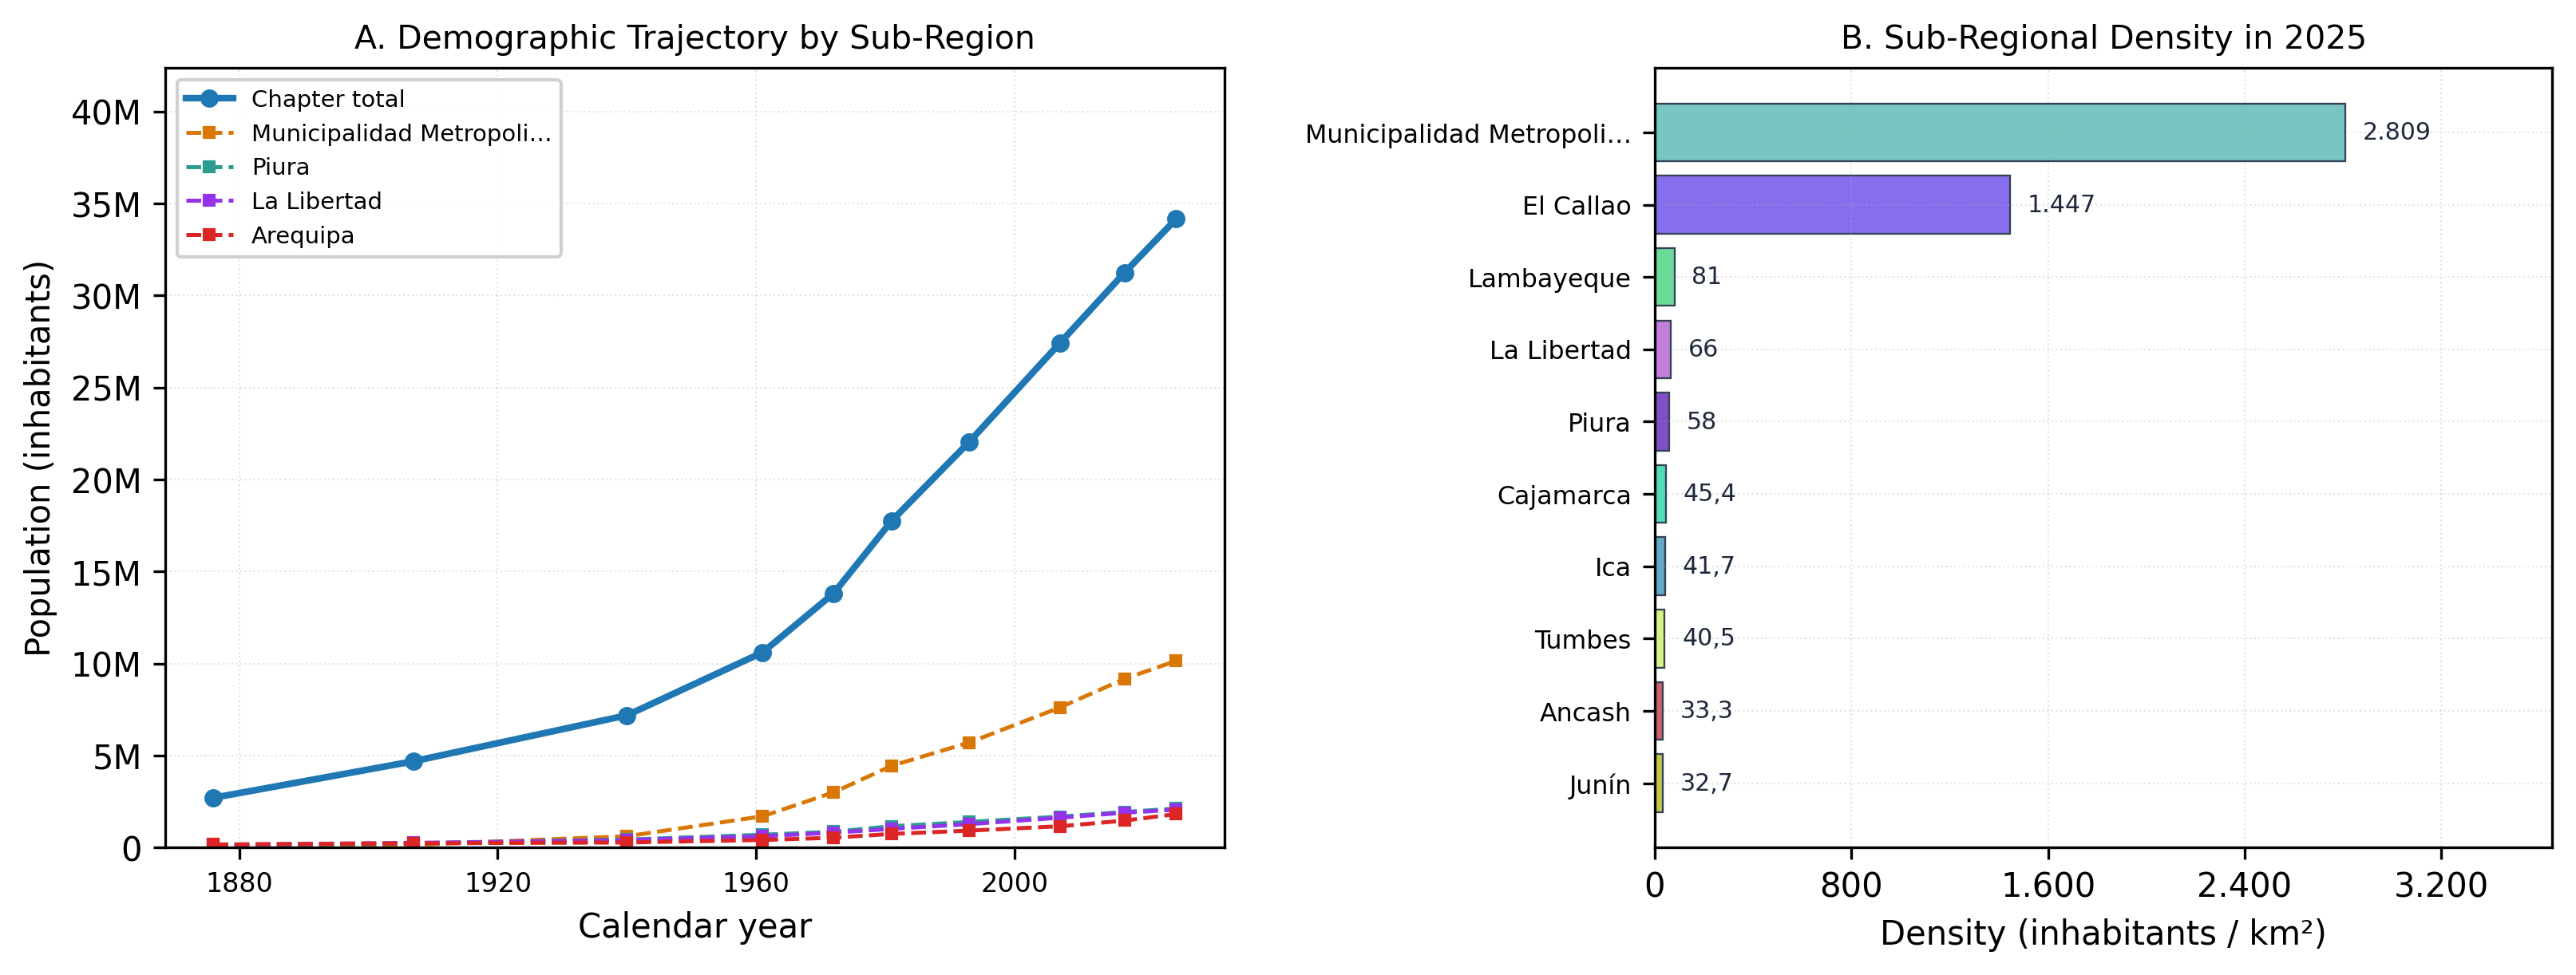 A. Demographic Trajectory by Sub-Region
Population (inhabitants)
40M
35M
30M
25M
20M
15M
10M
5M
0
Chapter total
Municipalidad Metropoli…
Piura
La Libertad
Arequipa
1880
1920
1960
2000
Calendar year
B. Sub-Regional Density in 2025
Municipalidad Metropoli… 2.809
El Callao 1.447
Lambayeque 81
La Libertad 66
Piura 58
Cajamarca 45,4
Ica 41,7
Tumbes 40,5
Ancash 33,3
Junín 32,7
0
800
1.600
2.400
3.200
Density (inhabitants / km²)